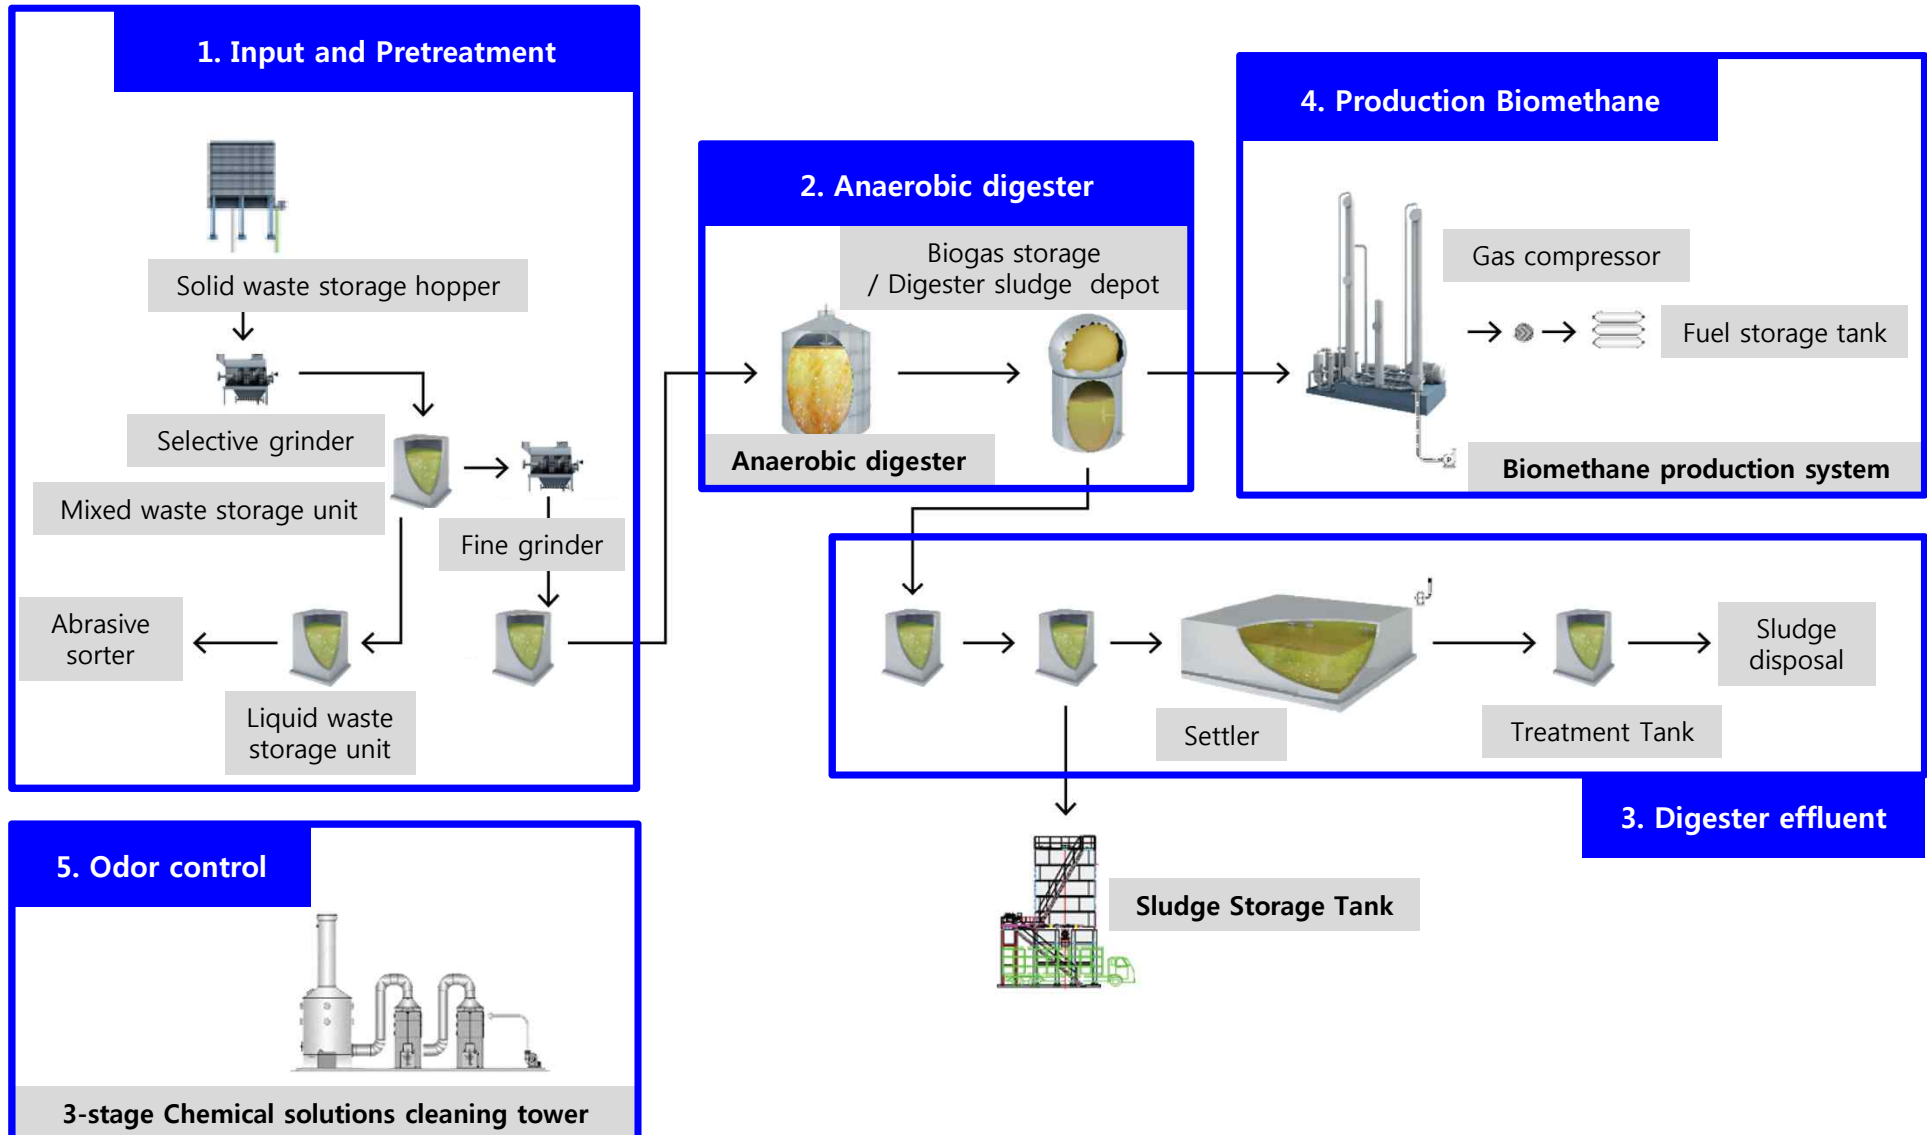 1. Input and Pretreatment
Solid waste storage hopper
Selective grinder
Mixed waste storage unit
Fine grinder
Abrasive
sorter
Liquid waste
storage unit
2. Anaerobic digester
Biogas storage
/ Digester sludge depot
Anaerobic digester
4. Production Biomethane
Gas compressor
Fuel storage tank
P
Biomethane production system
Settler
Treatment Tank
Sludge
disposal
3. Digester effluent
Sludge Storage Tank
5. Odor control
3-stage Chemical solutions cleaning tower